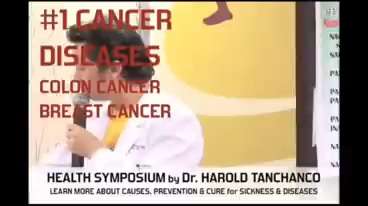 #1 CANCER
DISEASES
COLON CANCER
BREAST CANCER
HEALTH SYMPOSIUM by Dr. HAROLD TANCHANCO
LEARN MORE ABOUT CAUSES, PREVENTION & CURE for SICKNESS & DISEASES